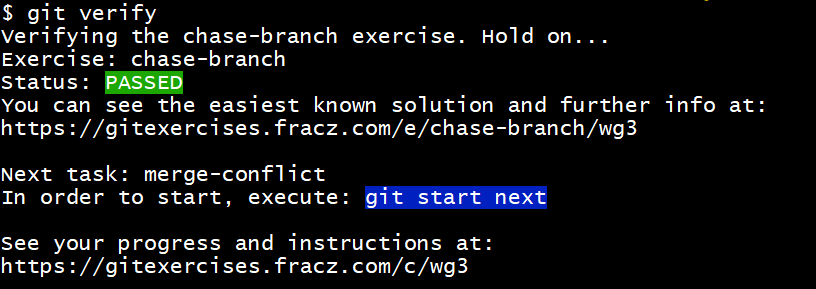 $ git verify
Verifying the chase-branch exercise. Hold on...
Exercise: chase-branch
Status: PASSED
You can see the easiest known solution and further info at:
https://gitexercises.fracz.com/e/chase-branch/wg3
Next task: merge-conflict
In order to start, execute: git start next
See your progress and instructions at:
https://gitexercises.fracz.com/c/wg3